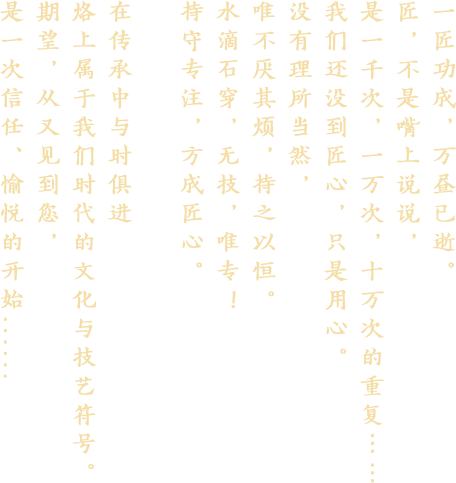 一匠功成，万昼已逝。
匠，不是嘴上说说，
是一千次，一万次，十万次的重复……
我们还没到匠心，只是用心。
没有理所当然，
唯不厌其烦，持之以恒。
水滴石穿，无技，唯专！
持守专注，方成匠心。
在传承中与时俱进
烙上属于我们时代的文化与技艺符号。
期望，从又见到您，
是一次信任、愉悦的开始……